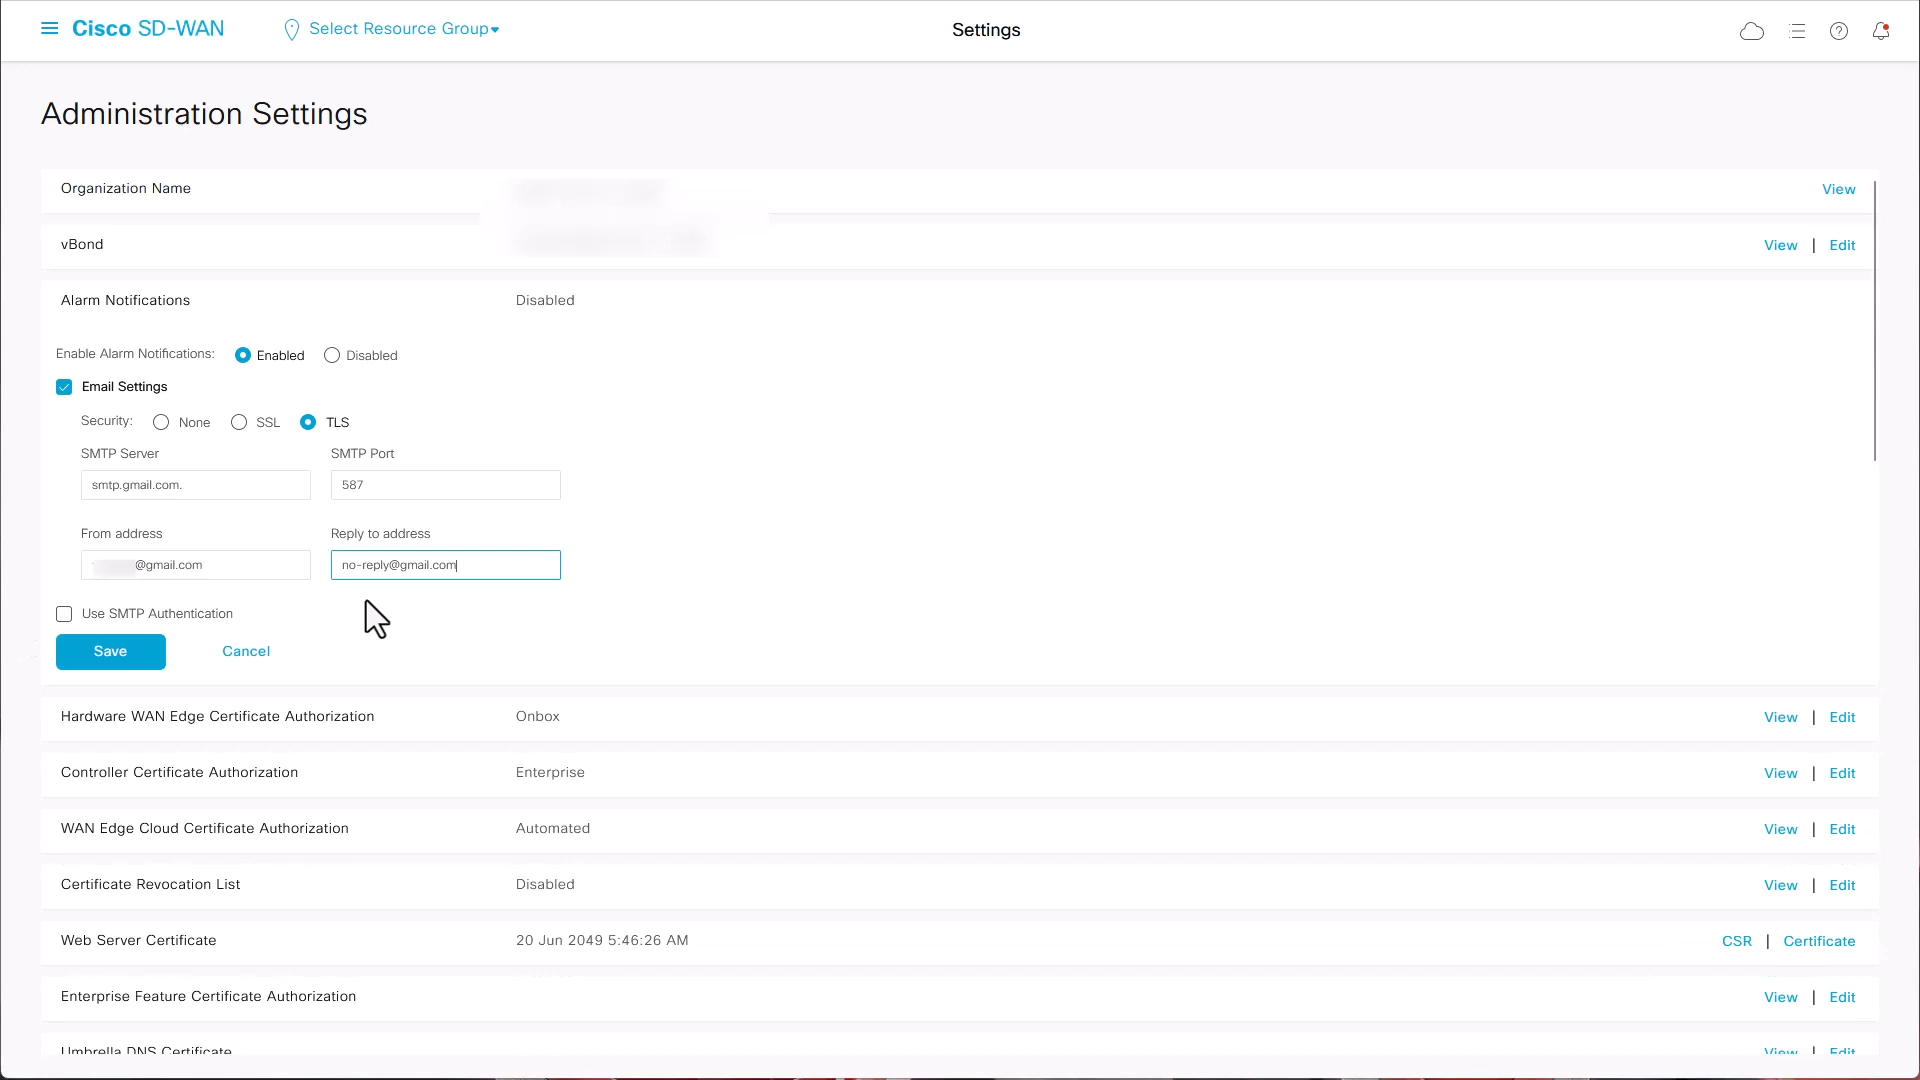 Cisco SD-WAN
Select Resource Group▾
Settings
Administration Settings
Organization Name View
vBond View | Edit
Alarm Notifications Disabled
Enable Alarm Notifications: Enabled Disabled
Email Settings
Security: None SSL TLS
SMTP Server SMTP Port
smtp.gmail.com. 587
From address Reply to address
@gmail.com no-reply@gmail.com
Use SMTP Authentication
Save Cancel
Hardware WAN Edge Certificate Authorization Onbox View | Edit
Controller Certificate Authorization Enterprise View | Edit
WAN Edge Cloud Certificate Authorization Automated View | Edit
Certificate Revocation List Disabled View | Edit
Web Server Certificate 20 Jun 2049 5:46:26 AM CSR | Certificate
Enterprise Feature Certificate Authorization View | Edit
Umbrella DNS Certificate View | Edit